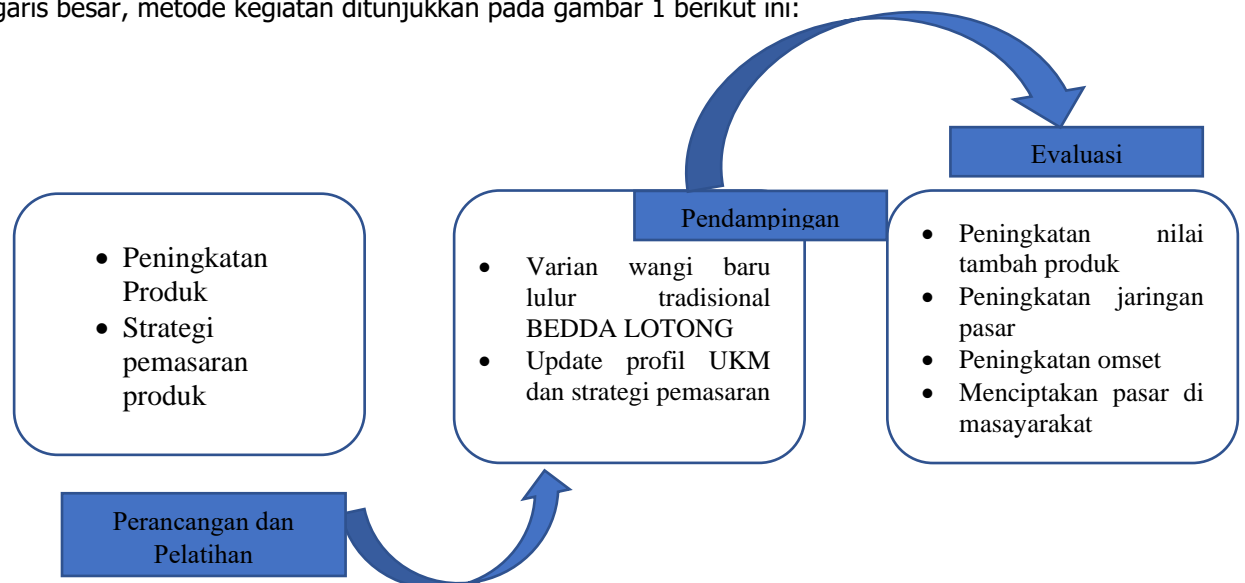 garis besar, metode kegiatan ditunjukkan pada gambar 1 berikut ini:
• Peningkatan
Produk
• Strategi
pemasaran
produk
Perancangan dan
Pelatihan
Pendampingan
• Varian wangi baru
lulur tradisional
BEDDA LOTONG
• Update profil UKM
dan strategi pemasaran
Evaluasi
• Peningkatan nilai
tambah produk
• Peningkatan jaringan
pasar
• Peningkatan omset
• Menciptakan pasar di
masayarakat